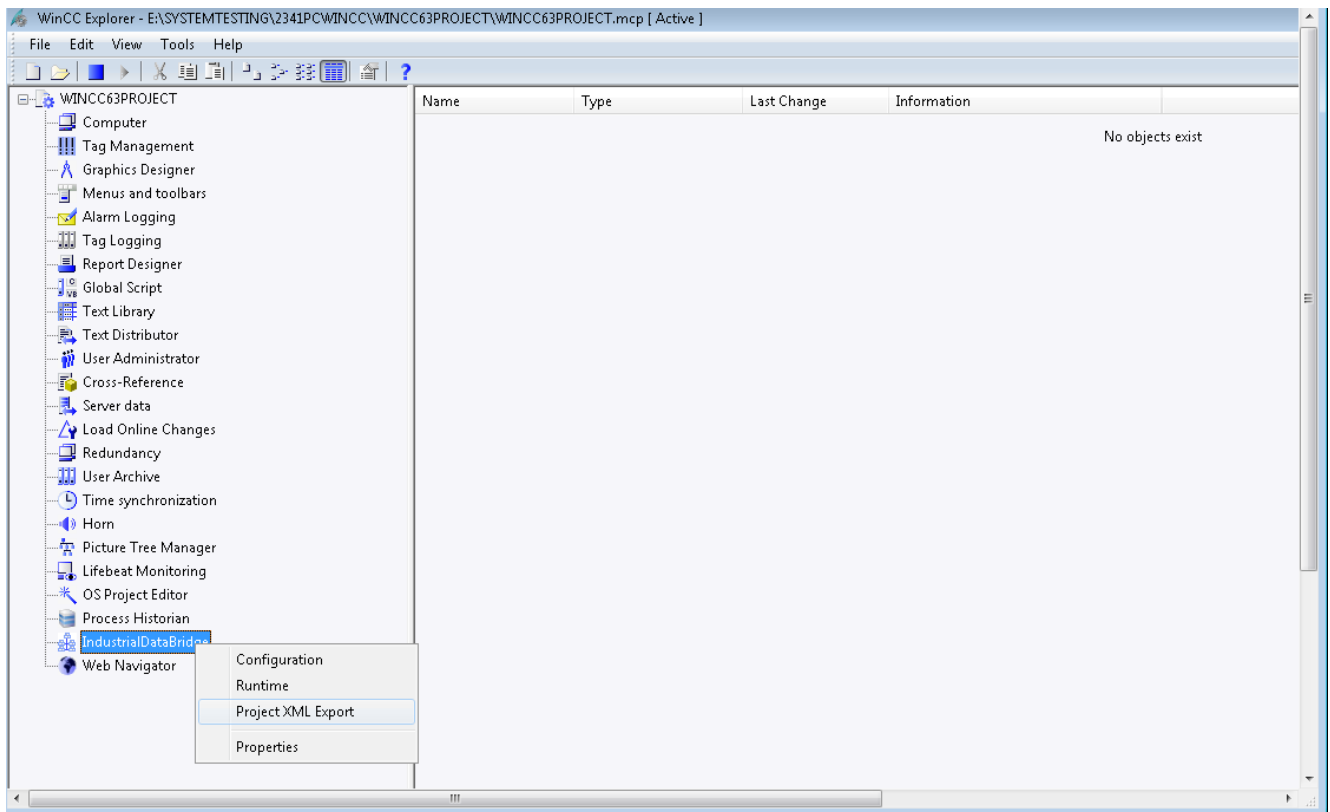 WinCC Explorer - E:\SYSTEMTESTING\2341PCWINCC\WINCC63PROJECT\WINCC63PROJECT.mcp [ Active ]
File Edit View Tools Help
WINCC63PROJECT
Name Type Last Change Information
Computer
No objects exist
Tag Management
Graphics Designer
Menus and toolbars
Alarm Logging
Tag Logging
Report Designer
Global Script
Text Library
Text Distributor
User Administrator
Cross-Reference
Server data
Load Online Changes
Redundancy
User Archive
Time synchronization
Horn
Picture Tree Manager
Lifebeat Monitoring
OS Project Editor
Process Historian
IndustrialDataBridge
Web Navigator
Configuration
Runtime
Project XML Export
Properties